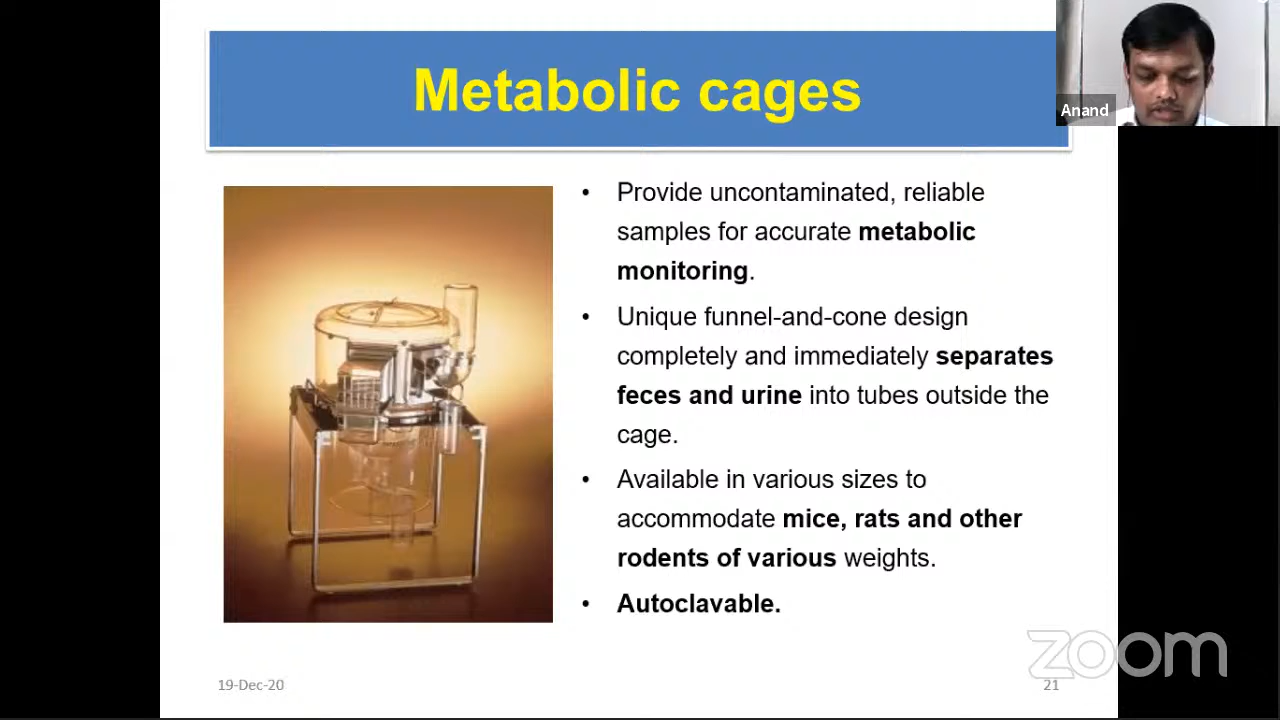 Metabolic cages
Anand
• Provide uncontaminated, reliable
samples for accurate metabolic
monitoring.
• Unique funnel-and-cone design
completely and immediately separates
feces and urine into tubes outside the
cage.
• Available in various sizes to
accommodate mice, rats and other
rodents of various weights.
• Autoclavable.
zoom
19-Dec-20
21